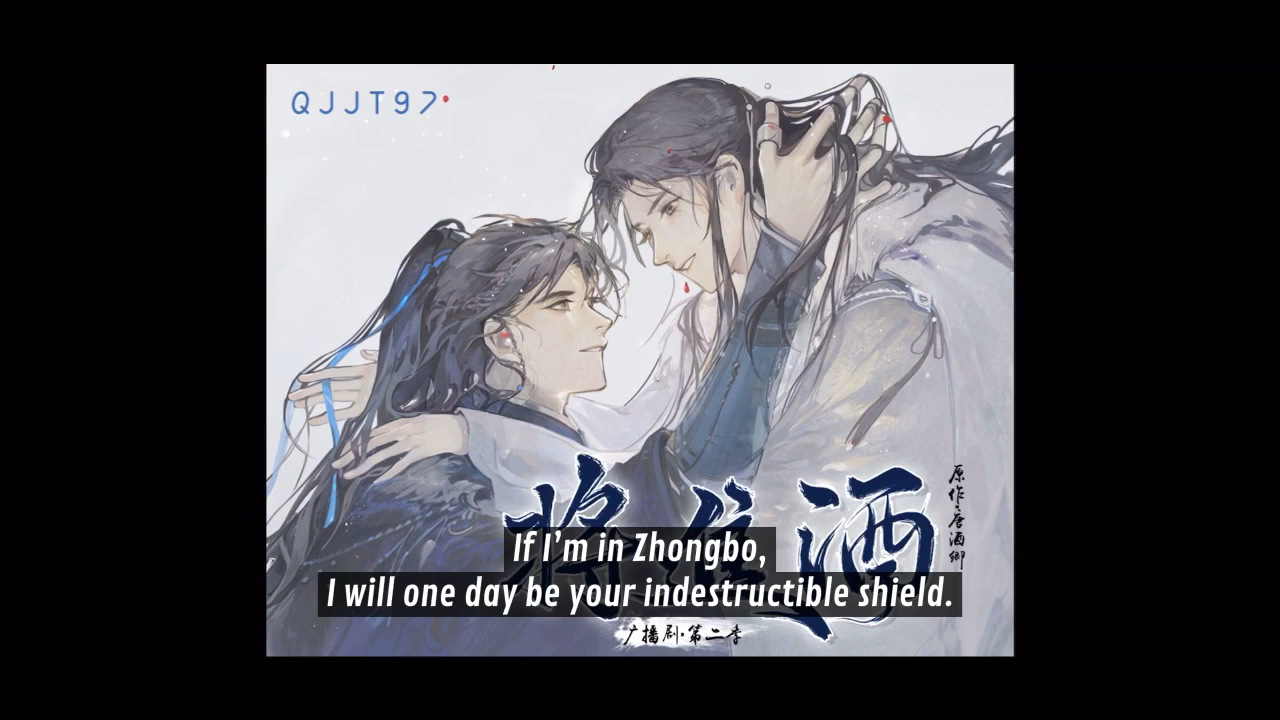 QJJT97
将进酒
原作:唐酒卿
If I'm in Zhongbo,
I will one day be your indestructible shield.
广播剧·第二季